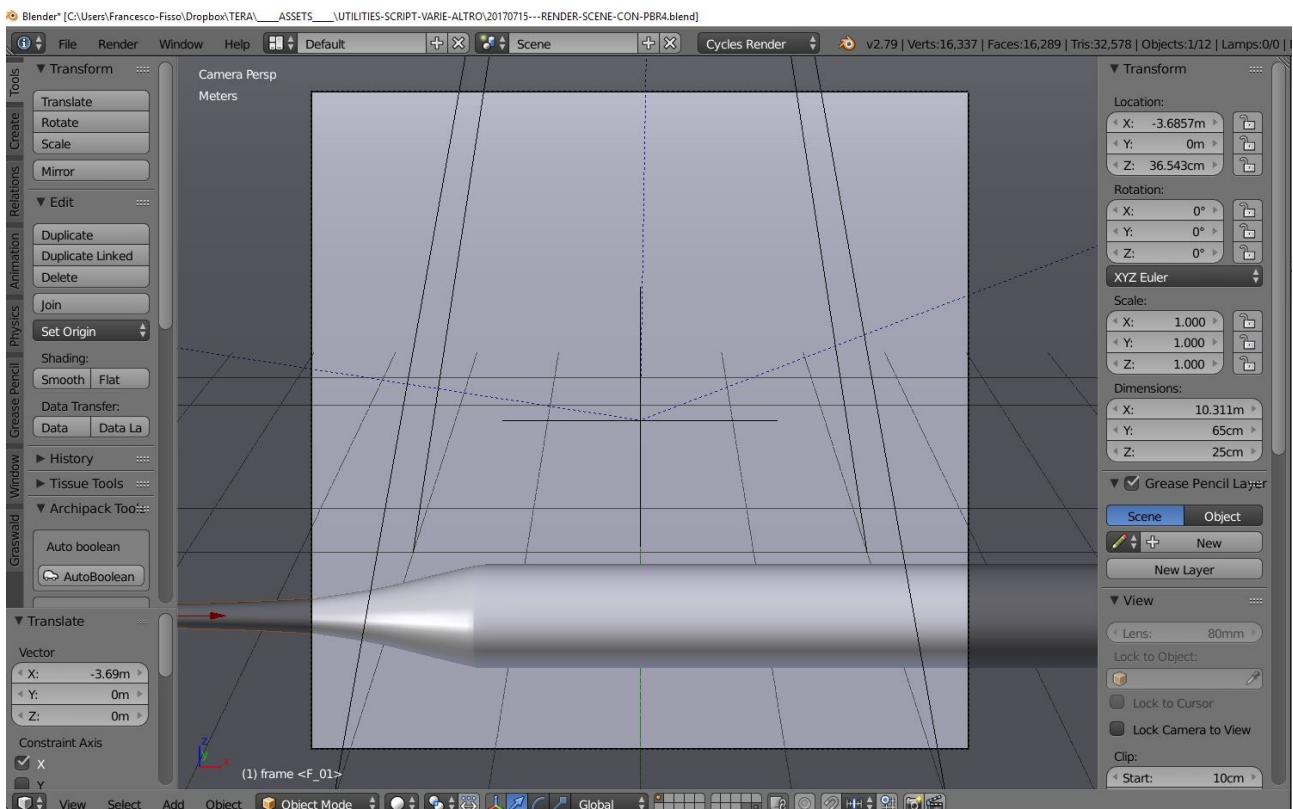 Blender* [C:\Users\Francesco-Fisso\Dropbox\TERA\____ASSETS____\UTILITIES-SCRIPT-VARIE-ALTRO\20170715---RENDER-SCENE-CON-PBR4.blend]
File Render Window Help Default Scene Cycles Render v2.79 | Verts:16,337 | Faces:16,289 | Tris:32,578 | Objects:1/12 | Lamps:0/0 |
Tools
Create
Relations
Animation
Physics
Grease Pencil
Window
Graswald
Transform
Translate
Rotate
Scale
Mirror
Edit
Duplicate
Duplicate Linked
Delete
Join
Set Origin
Shading:
Smooth Flat
Data Transfer:
Data Data La
History
Tissue Tools
Archipack Tools
Auto boolean
AutoBoolean
Translate
Vector
X: -3.69m
Y: 0m
Z: 0m
Constraint Axis
X
Y
Camera Persp
Meters
z
y
x
(1) frame <F_01>
Transform
Location:
X: -3.6857m
Y: 0m
Z: 36.543cm
Rotation:
X: 0°
Y: 0°
Z: 0°
XYZ Euler
Scale:
X: 1.000
Y: 1.000
Z: 1.000
Dimensions:
X: 10.311m
Y: 65cm
Z: 25cm
Grease Pencil Layer
Scene Object
New
New Layer
View
Lens: 80mm
Lock to Object:
Lock to Cursor
Lock Camera to View
Clip:
Start: 10cm
View Select Add Object Object Mode Global